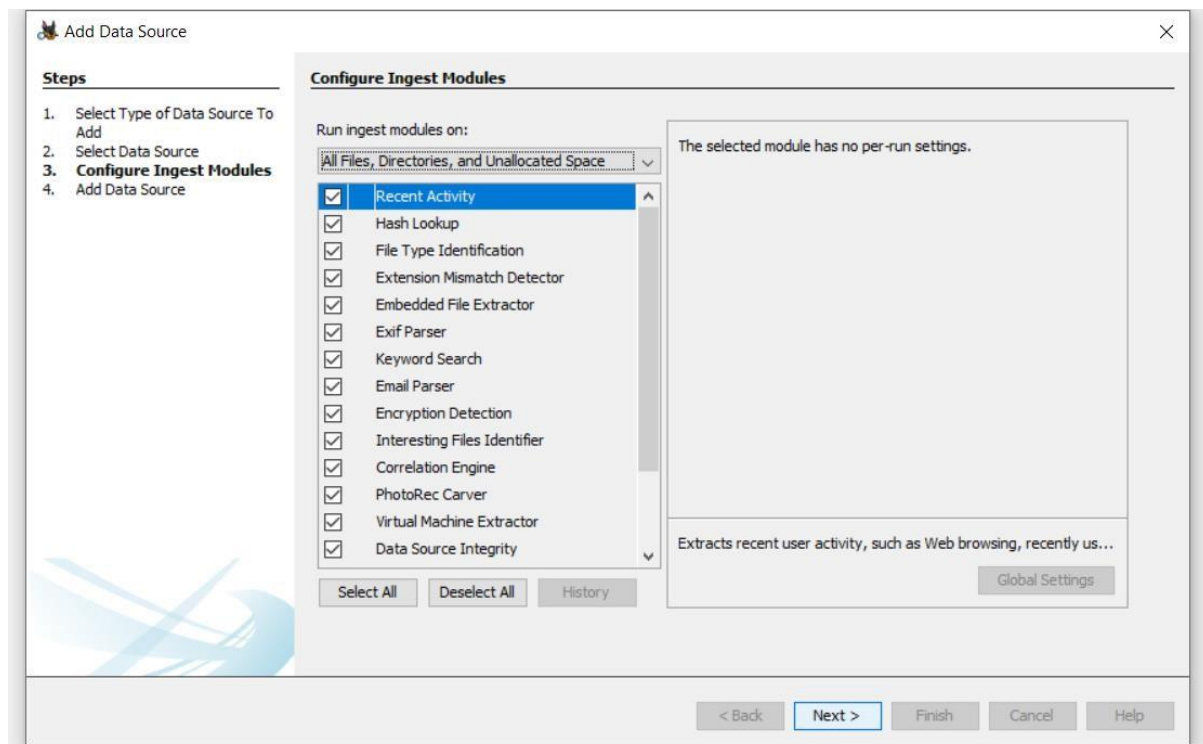 Add Data Source
Steps
1. Select Type of Data Source To
Add
2. Select Data Source
3. Configure Ingest Modules
4. Add Data Source
Configure Ingest Modules
Run ingest modules on:
All Files, Directories, and Unallocated Space
Recent Activity
Hash Lookup
File Type Identification
Extension Mismatch Detector
Embedded File Extractor
Exif Parser
Keyword Search
Email Parser
Encryption Detection
Interesting Files Identifier
Correlation Engine
PhotoRec Carver
Virtual Machine Extractor
Data Source Integrity
Select All Deselect All History
The selected module has no per-run settings.
Extracts recent user activity, such as Web browsing, recently us...
Global Settings
< Back Next > Finish Cancel Help